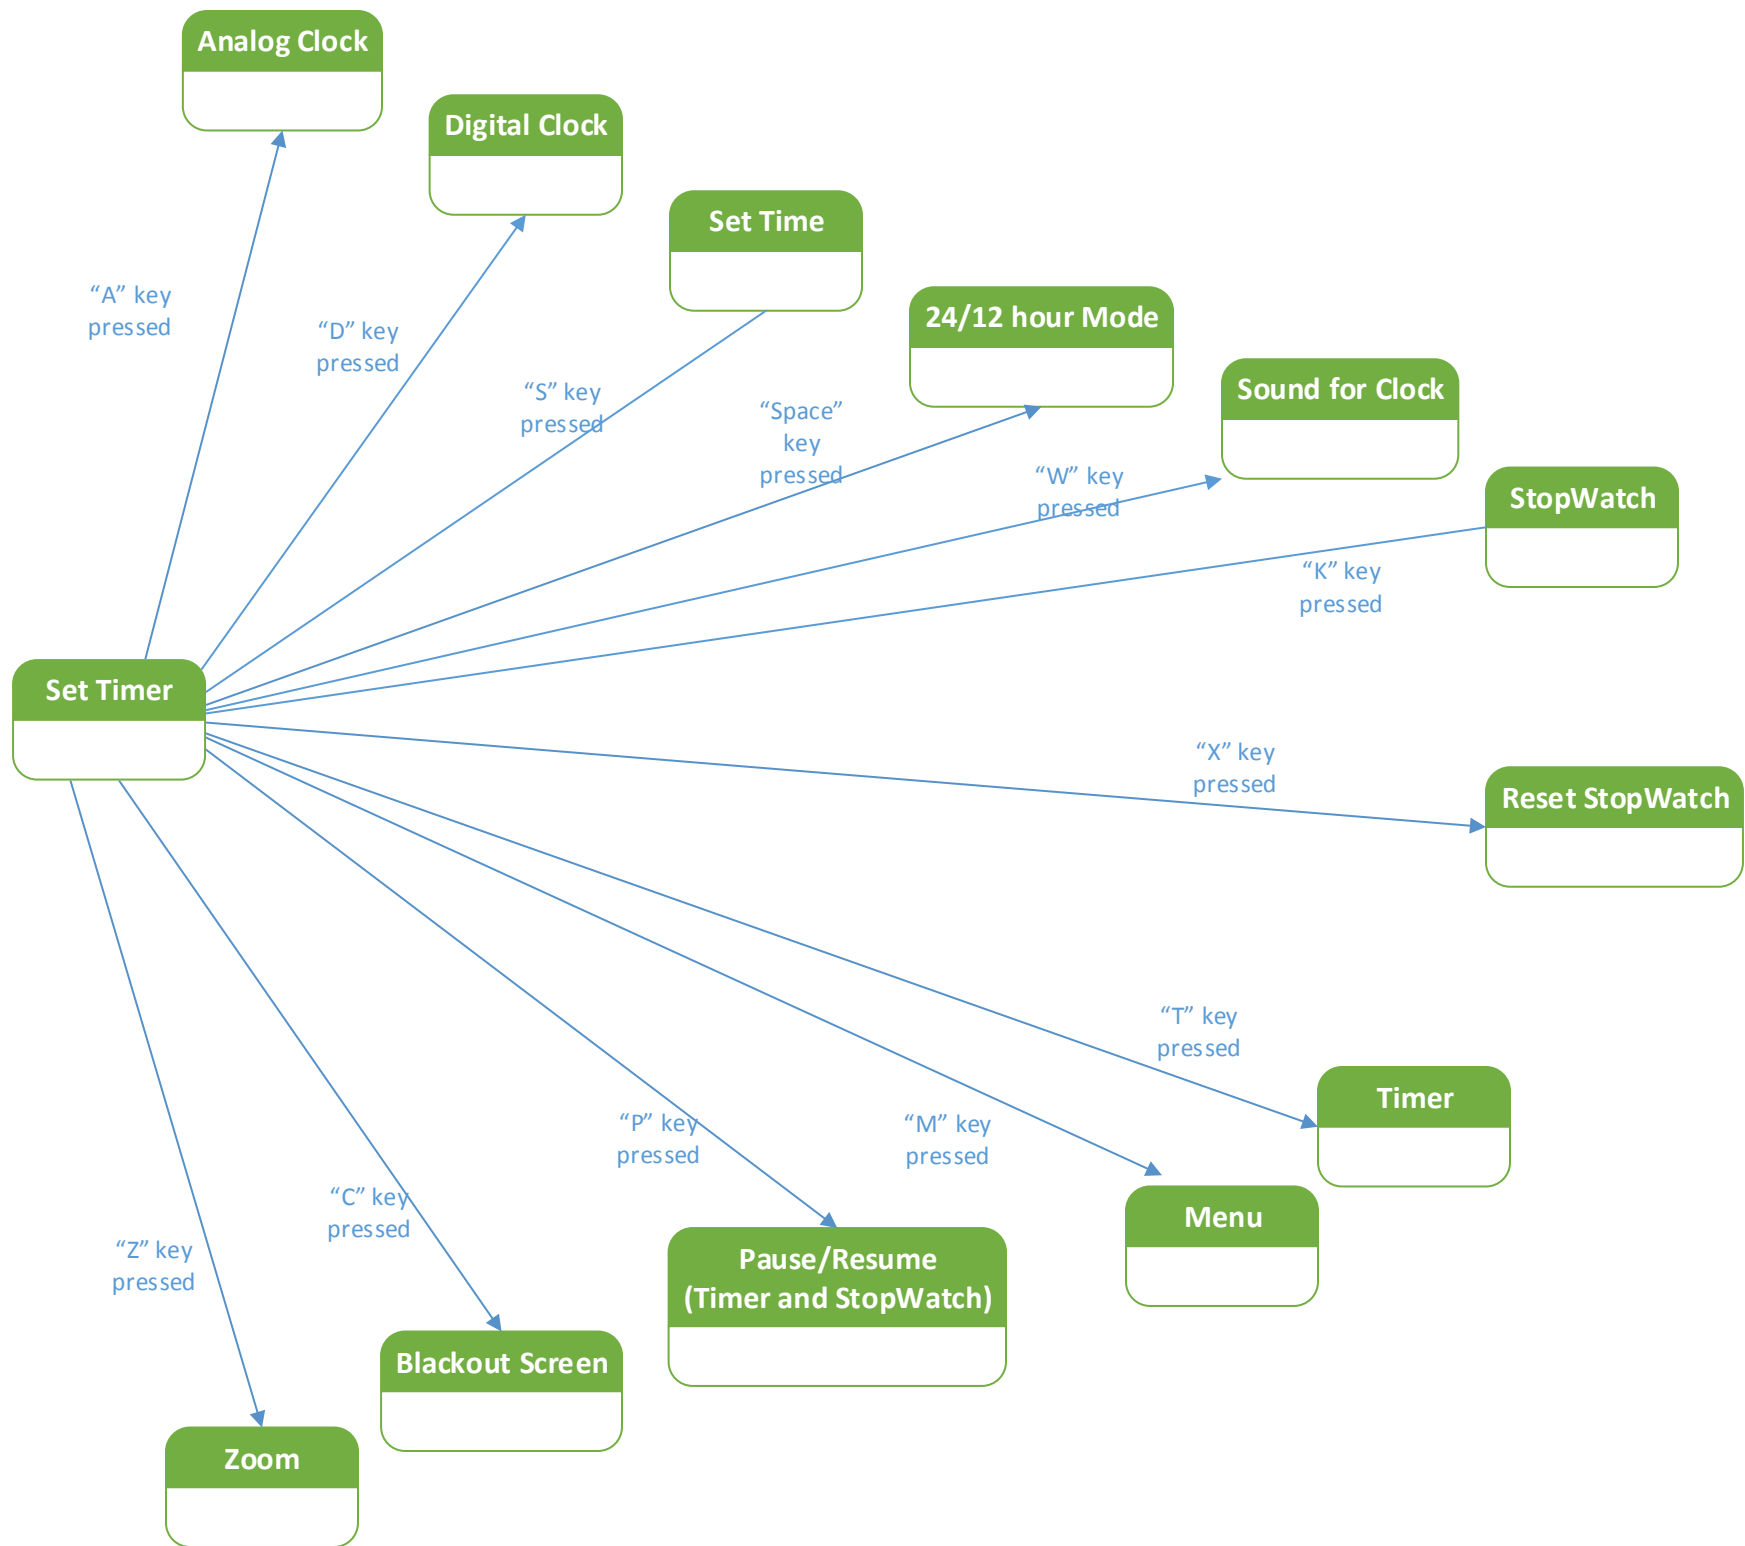 Analog Clock
Digital Clock
Set Time
24/12 hour Mode
Sound for Clock
StopWatch
“A” key
pressed
“D” key
pressed
“S” key
pressed
“Space”
key
pressed
“W” key
pressed
“K” key
pressed
Set Timer
“X” key
pressed
Reset StopWatch
“T” key
pressed
Timer
“P” key
pressed
“M” key
pressed
Menu
“C” key
pressed
“Z” key
pressed
Pause/Resume
(Timer and StopWatch)
Blackout Screen
Zoom